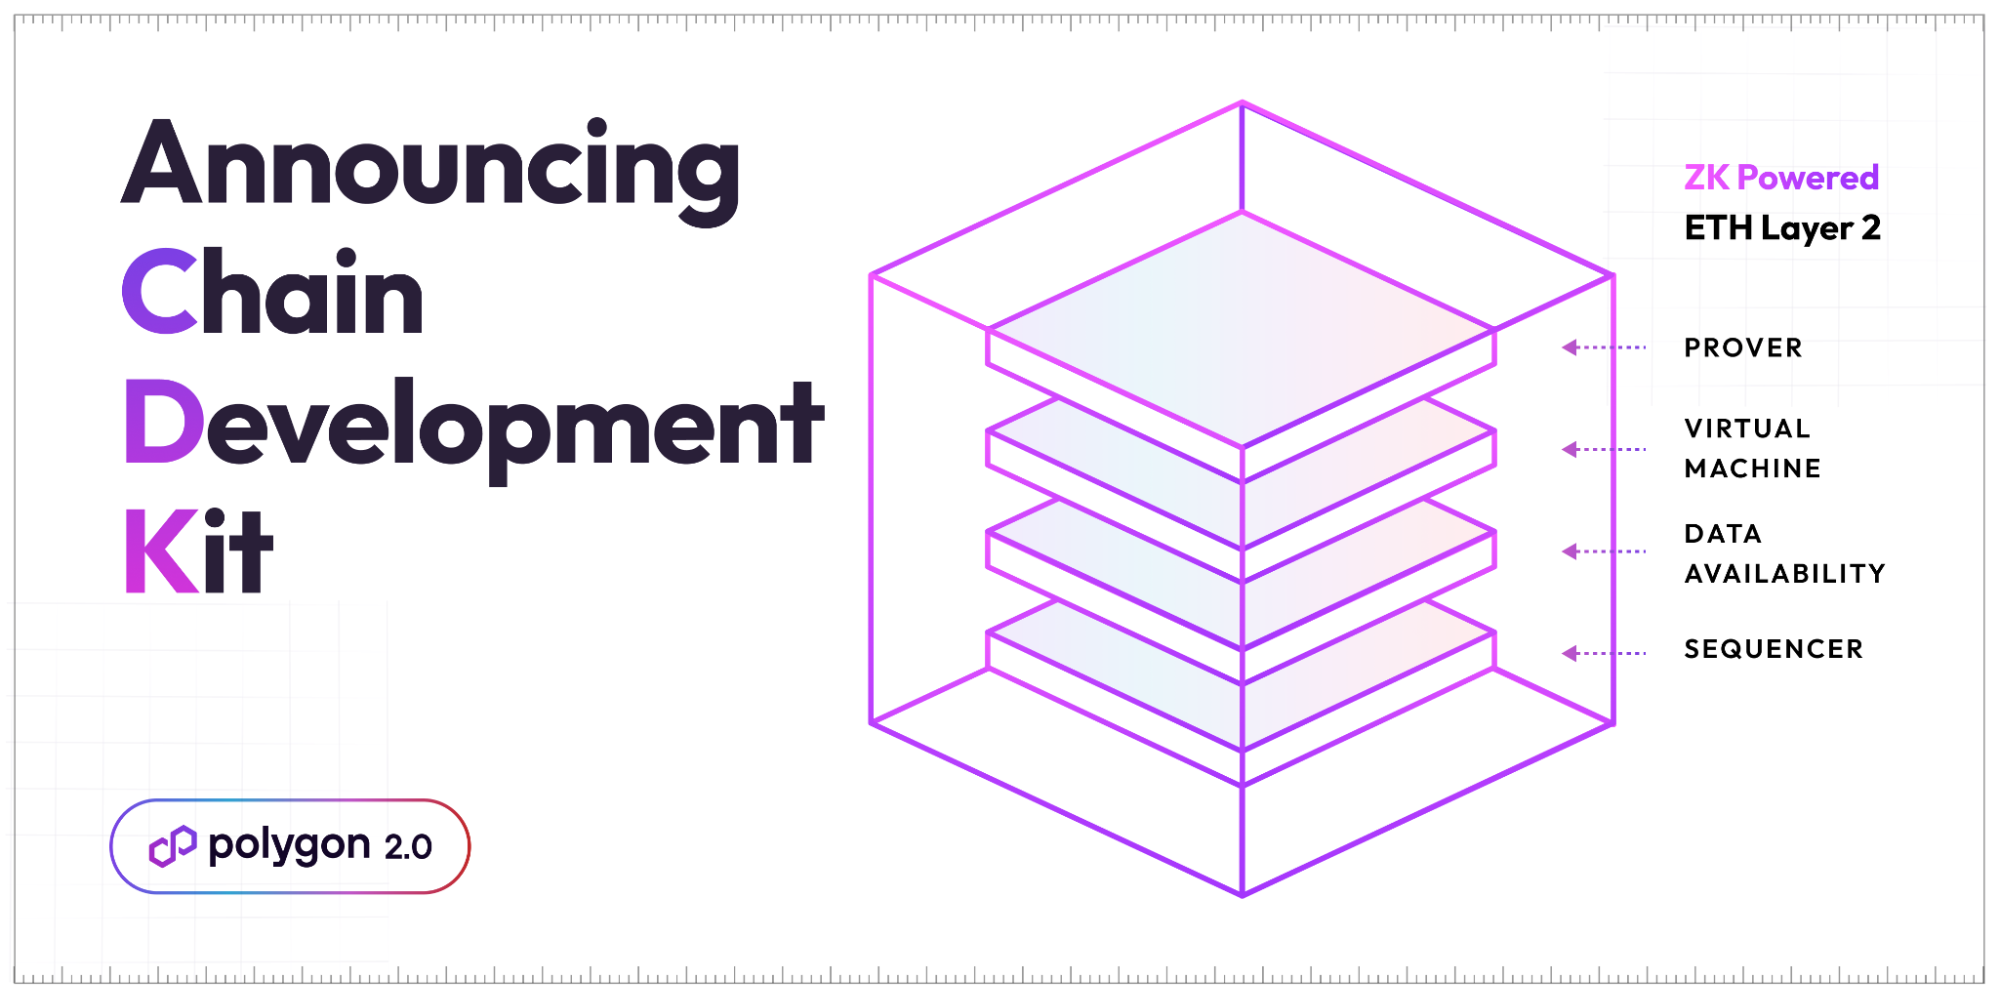 Announcing
Chain
Development
Kit
polygon 2.0
ZK Powered
ETH Layer 2
PROVER
VIRTUAL
MACHINE
DATA
AVAILABILITY
SEQUENCER